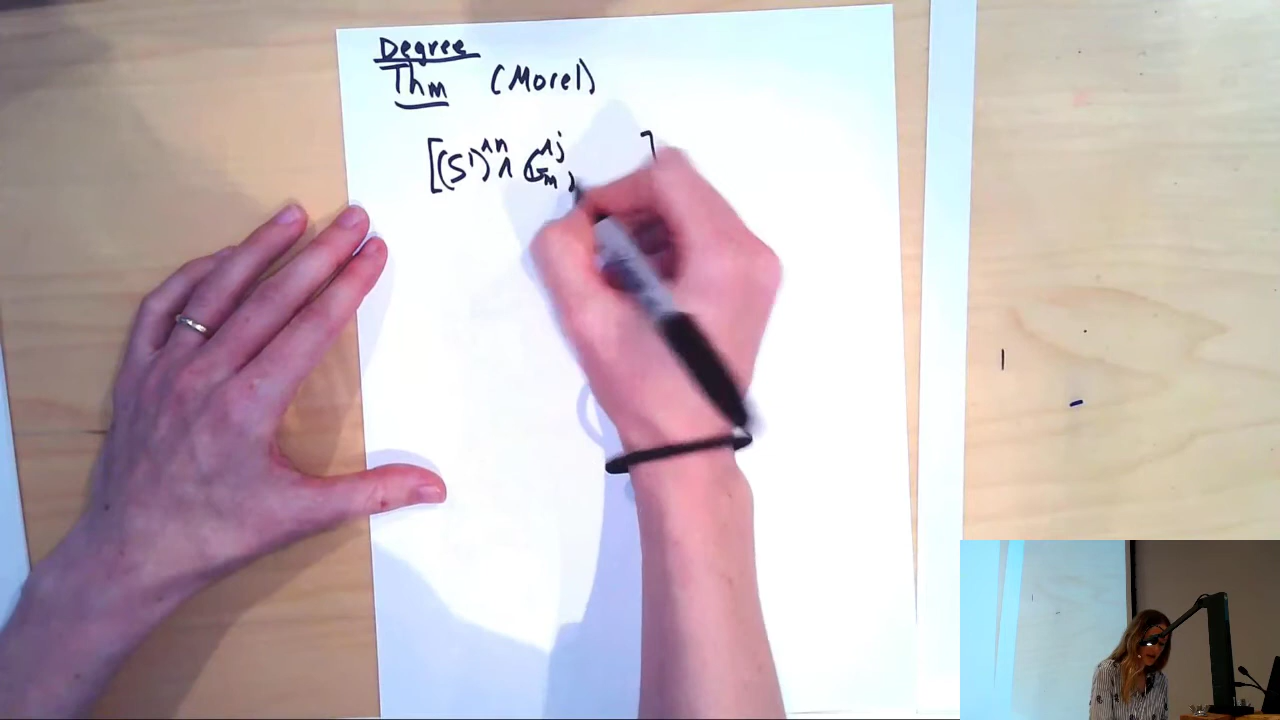 Degree
Thm (Morel)
[(S¹)^{∧n} ∧ G_m^{∧j}, ]